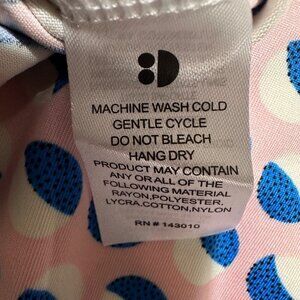 MACHINE WASH COLD
GENTLE CYCLE
DO NOT BLEACH
HANG DRY
PRODUCT MAY CONTAIN
ANY OR ALL OF THE
FOLLOWING MATERIAL
RAYON,POLYESTER,
LYCRA,COTTON,NYLON
RN# 143010